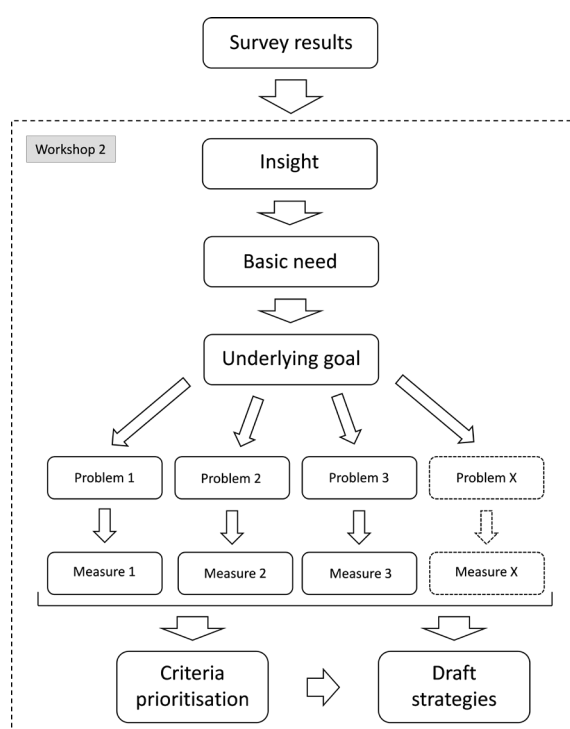 Survey results
Workshop 2
Insight
Basic need
Underlying goal
Problem 1
Problem 2
Problem 3
Problem X
Measure 1
Measure 2
Measure 3
Measure X
Criteria
prioritisation
Draft
strategies